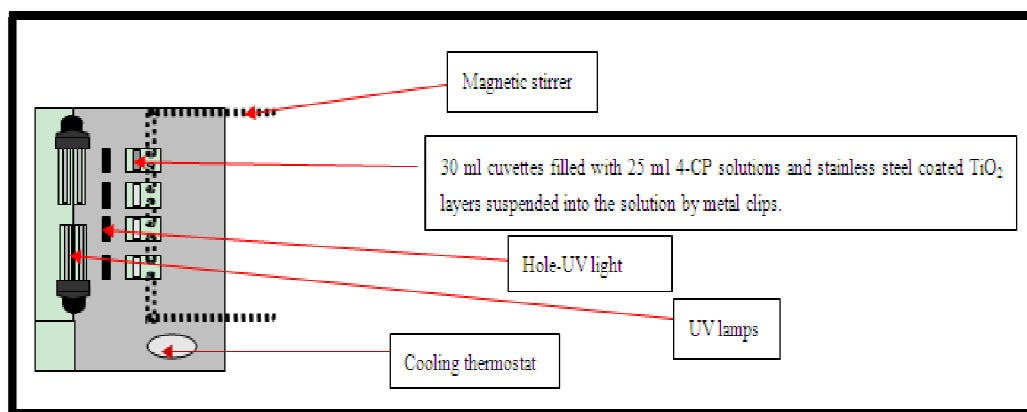 Magnetic stirrer
30 ml cuvettes filled with 25 ml 4-CP solutions and stainless steel coated TiO₂
layers suspended into the solution by metal clips.
Hole-UV light
UV lamps
Cooling thermostat